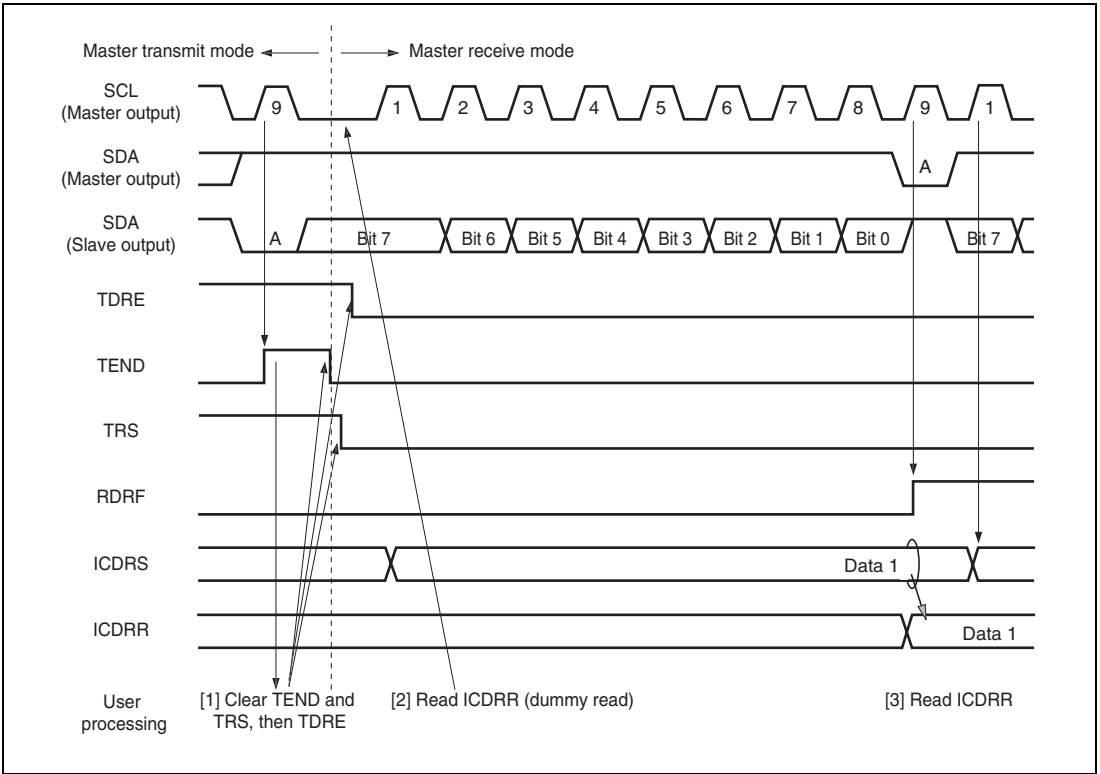 Master transmit mode Master receive mode
SCL
(Master output)
9 1 2 3 4 5 6 7 8 9 1
SDA
(Master output)
A
SDA
(Slave output)
A Bit 7 Bit 6 Bit 5 Bit 4 Bit 3 Bit 2 Bit 1 Bit 0 Bit 7
TDRE
TEND
TRS
RDRF
ICDRS
Data 1
ICDRR
Data 1
User
processing
[1] Clear TEND and
TRS, then TDRE
[2] Read ICDRR (dummy read)
[3] Read ICDRR